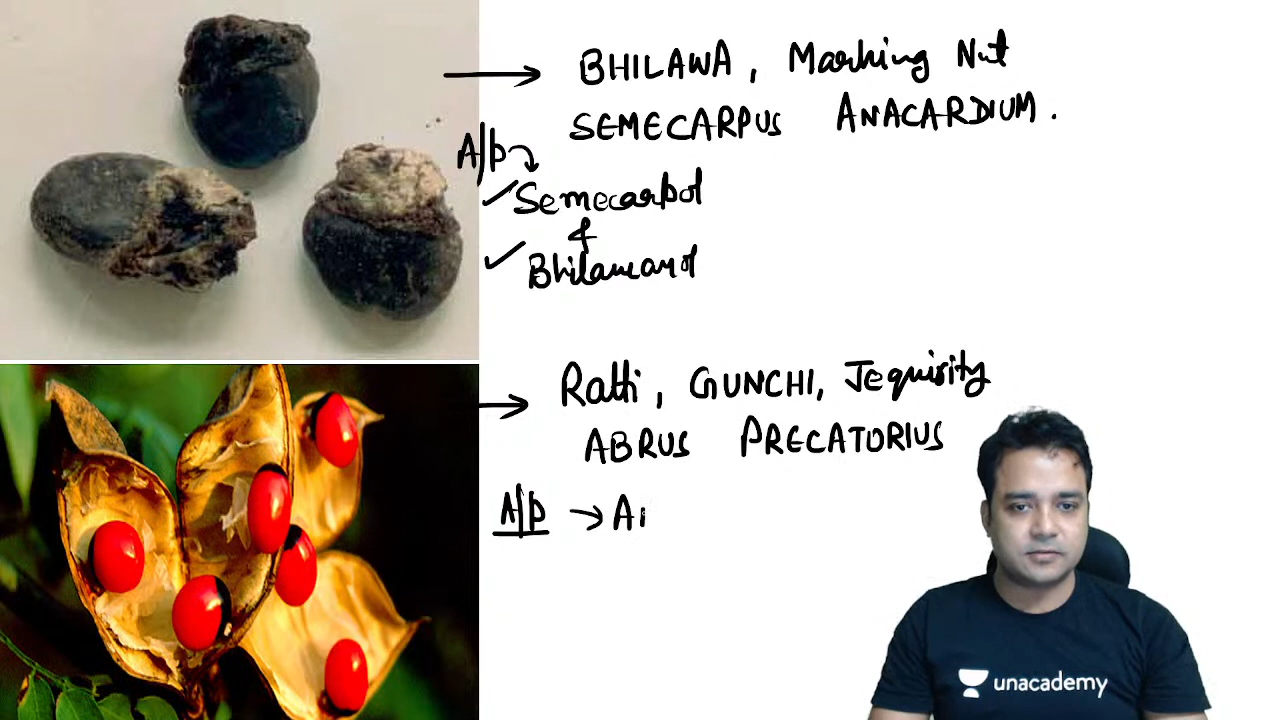 BHILAWA, Marking Nut
SEMECARPUS ANACARDIUM.
A/P
Semecarpol
&
Bhilawanol
Ratti, GUNCHI, Jequirity
ABRUS PRECATORIUS
A/P → A
unacademy